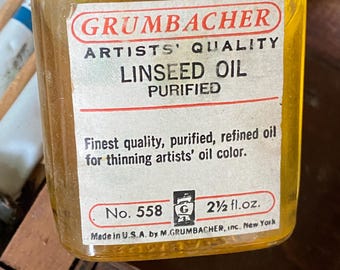 GRUMBACHER
ARTISTS' QUALITY
LINSEED OIL
PURIFIED
Finest quality, purified, refined oil
for thinning artists' oil color.
No. 558 G 2½ fl. oz.
Made in U.S.A. by M. GRUMBACHER, inc. New York